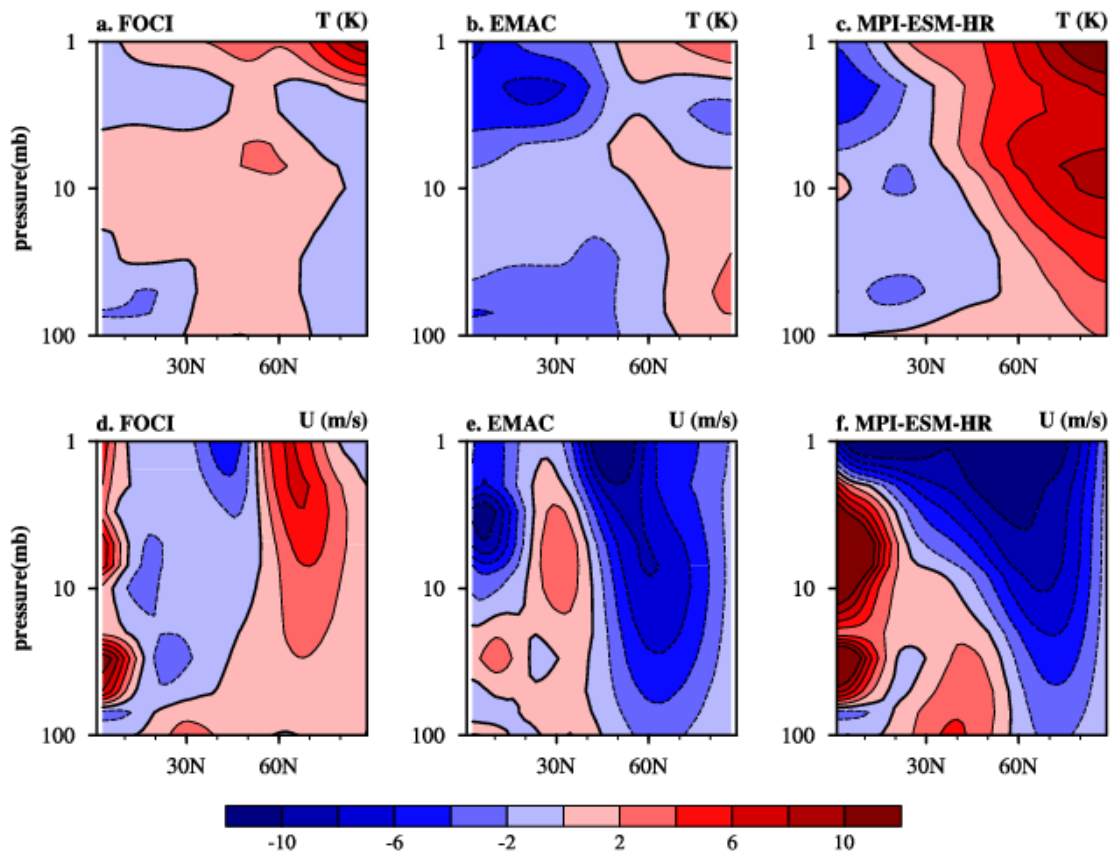 a. FOCI T (K) b. EMAC T (K) c. MPI-ESM-HR T (K)
1 1 1
pressure(mb)
10 10 10
100 100 100
30N 60N 30N 60N 30N 60N
d. FOCI U (m/s) e. EMAC U (m/s) f. MPI-ESM-HR U (m/s)
1 1 1
pressure(mb)
10 10 10
100 100 100
30N 60N 30N 60N 30N 60N
-10 -6 -2 2 6 10